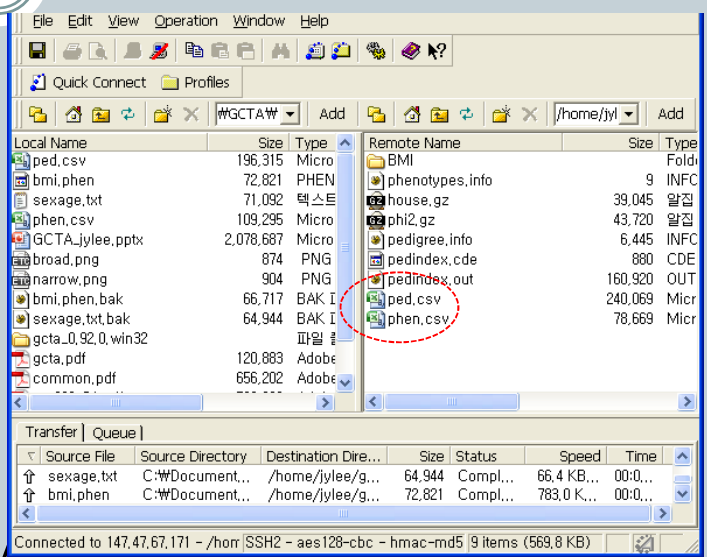 File Edit View Operation Window Help
Quick Connect Profiles
₩GCTA₩ Add /home/jyl Add
Local Name Size Type
ped,csv 196,315 Micro
bmi,phen 72,821 PHEN
sexage,txt 71,092 텍스트
phen,csv 109,295 Micro
GCTA_jylee,pptx 2,078,687 Micro
broad,png 874 PNG
narrow,png 904 PNG
bmi,phen,bak 66,717 BAK
sexage,txt,bak 64,944 BAK
gcta_0,92,0,win32 파일
gcta,pdf 120,883 Adobe
common,pdf 656,202 Adobe
Remote Name Size Type
BMI Fold
phenotypes,info 9 INFC
house,gz 39,045 알집
phi2,gz 43,720 알집
pedigree,info 6,445 INFC
pedindex,cde 880 CDE
pedindex,out 160,920 OUT
ped,csv 240,069 Micr
phen,csv 78,669 Micr
Transfer Queue
Source File Source Directory Destination Dire... Size Status Speed Time
sexage,txt C:₩Document,,, /home/jylee/g,,, 64,944 Compl,,, 66,4 KB,,, 00:0,,,
bmi,phen C:₩Document,,, /home/jylee/g,,, 72,821 Compl,,, 783,0 K,,, 00:0,,,
Connected to 147,47,67,171 - /hom SSH2 - aes128-cbc - hmac-md5 9 items (569,8 KB)